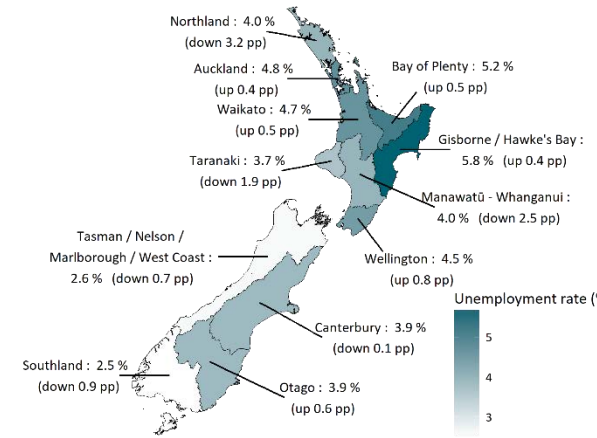 Northland : 4.0 %
(down 3.2 pp)
Auckland : 4.8 %
(up 0.4 pp)
Bay of Plenty : 5.2 %
(up 0.5 pp)
Waikato : 4.7 %
(up 0.5 pp)
Gisborne / Hawke's Bay :
5.8 % (up 0.4 pp)
Taranaki : 3.7 %
(down 1.9 pp)
Manawatū - Whanganui :
4.0 % (down 2.5 pp)
Tasman / Nelson /
Marlborough / West Coast :
2.6 % (down 0.7 pp)
Wellington : 4.5 %
(up 0.8 pp)
Canterbury : 3.9 %
(down 0.1 pp)
Southland : 2.5 %
(down 0.9 pp)
Otago : 3.9 %
(up 0.6 pp)
Unemployment rate (
5
4
3